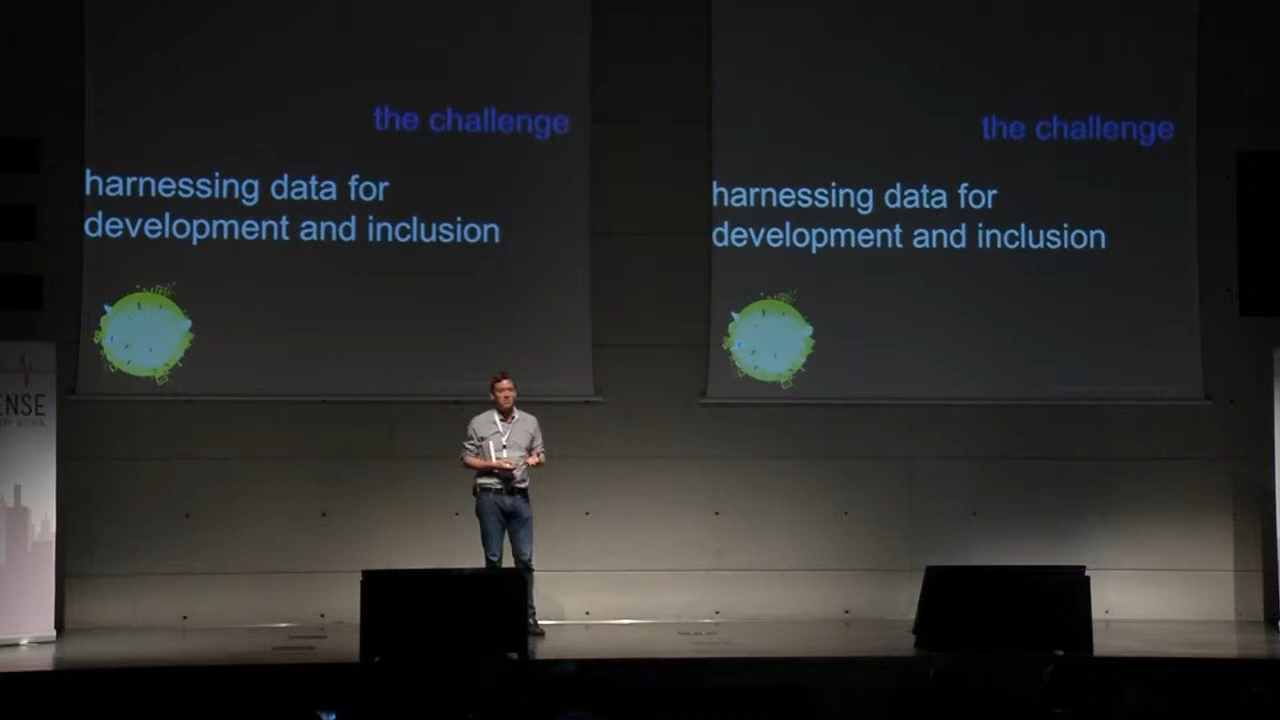 the challenge
harnessing data for
development and inclusion
the challenge
harnessing data for
development and inclusion
ENSE